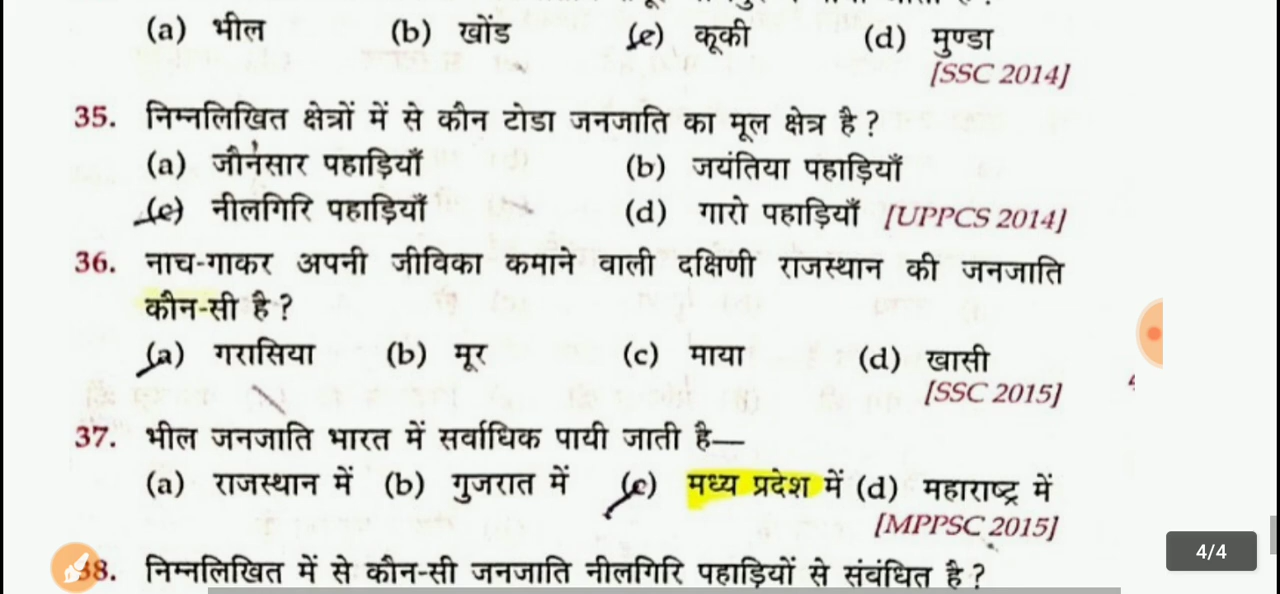 (a) भील (b) खोंड (c) कूकी (d) मुण्डा
[SSC 2014]
35. निम्नलिखित क्षेत्रों में से कौन टोडा जनजाति का मूल क्षेत्र है ?
(a) जौनसार पहाड़ियाँ (b) जयंतिया पहाड़ियाँ
(c) नीलगिरि पहाड़ियाँ (d) गारो पहाड़ियाँ [UPPCS 2014]
36. नाच-गाकर अपनी जीविका कमाने वाली दक्षिणी राजस्थान की जनजाति
कौन-सी है ?
(a) गरासिया (b) मूर (c) माया (d) खासी
[SSC 2015]
37. भील जनजाति भारत में सर्वाधिक पायी जाती है—
(a) राजस्थान में (b) गुजरात में (c) मध्य प्रदेश में (d) महाराष्ट्र में
[MPPSC 2015]
4/4
38. निम्नलिखित में से कौन-सी जनजाति नीलगिरि पहाड़ियों से संबंधित है ?